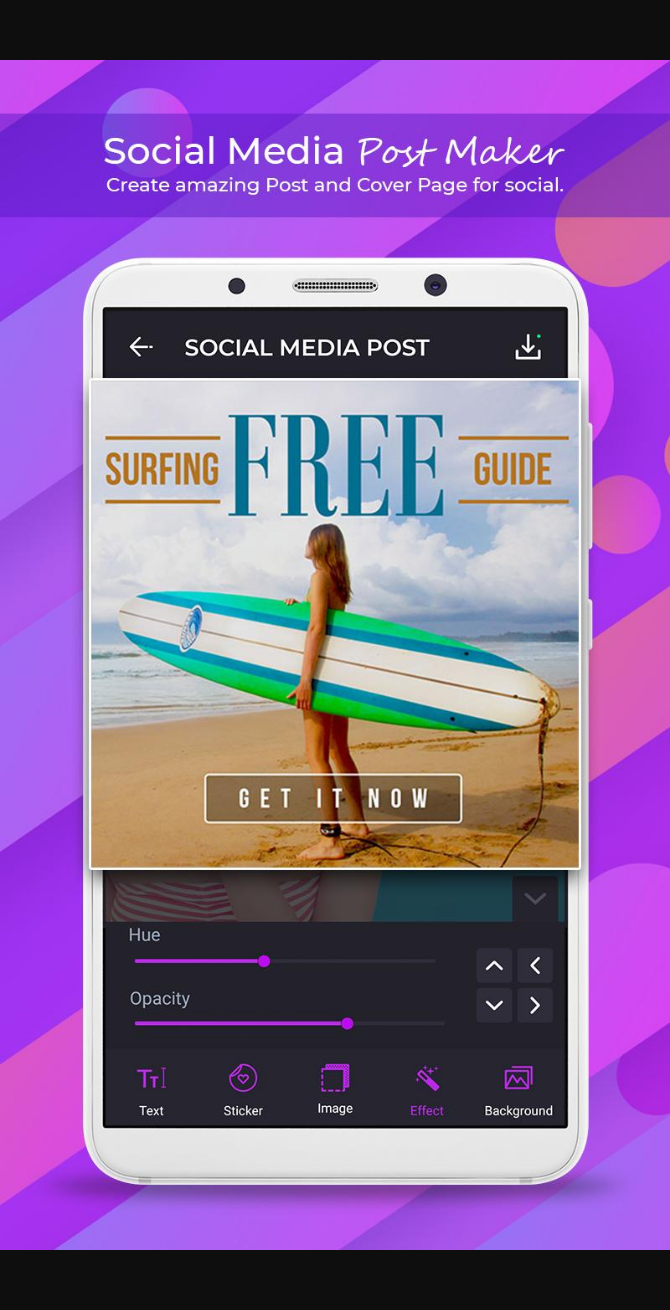 Social Media Post Maker
Create amazing Post and Cover Page for social.
SOCIAL MEDIA POST
SURFING FREE GUIDE
GET IT NOW
Hue
Opacity
Text Sticker Image Effect Background